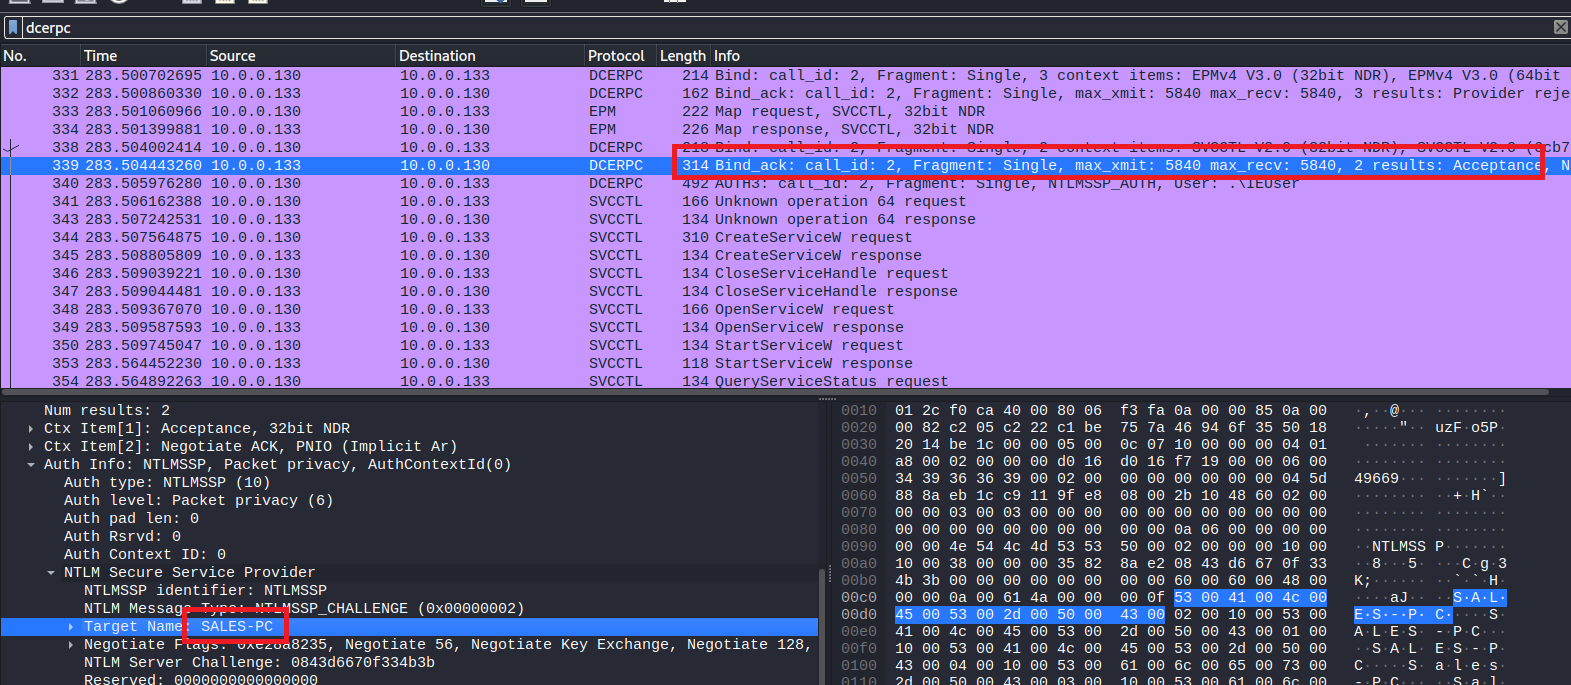 dcerpc
No. Time Source Destination Protocol Length Info
331 283.500702695 10.0.0.130 10.0.0.133 DCERPC 214 Bind: call_id: 2, Fragment: Single, 3 context items: EPMv4 V3.0 (32bit NDR), EPMv4 V3.0 (64bit
332 283.500860330 10.0.0.133 10.0.0.130 DCERPC 162 Bind_ack: call_id: 2, Fragment: Single, max_xmit: 5840 max_recv: 5840, 3 results: Provider reje
333 283.501060966 10.0.0.130 10.0.0.133 EPM 222 Map request, SVCCTL, 32bit NDR
334 283.501399881 10.0.0.133 10.0.0.130 EPM 226 Map response, SVCCTL, 32bit NDR
338 283.504002414 10.0.0.130 10.0.0.133 DCERPC Bind: call_id: 2, Fragment: Single, 2 context items: SVCCTL V2.0 (32bit NDR), SVCCTL V2.0 (6cb7
339 283.504443260 10.0.0.133 10.0.0.130 DCERPC 314 Bind_ack: call_id: 2, Fragment: Single, max_xmit: 5840 max_recv: 5840, 2 results: Acceptance, N
340 283.505976280 10.0.0.130 10.0.0.133 DCERPC 492 AUTH3: call_id: 2, Fragment: Single, NTLMSSP_AUTH, User: .\IEUser
341 283.506162388 10.0.0.130 10.0.0.133 SVCCTL 166 Unknown operation 64 request
343 283.507242531 10.0.0.133 10.0.0.130 SVCCTL 134 Unknown operation 64 response
344 283.507564875 10.0.0.130 10.0.0.133 SVCCTL 310 CreateServiceW request
345 283.508805809 10.0.0.133 10.0.0.130 SVCCTL 134 CreateServiceW response
346 283.509039221 10.0.0.130 10.0.0.133 SVCCTL 134 CloseServiceHandle request
347 283.509044481 10.0.0.133 10.0.0.130 SVCCTL 134 CloseServiceHandle response
348 283.509367070 10.0.0.130 10.0.0.133 SVCCTL 166 OpenServiceW request
349 283.509587593 10.0.0.133 10.0.0.130 SVCCTL 134 OpenServiceW response
350 283.509745047 10.0.0.130 10.0.0.133 SVCCTL 134 StartServiceW request
353 283.564452230 10.0.0.133 10.0.0.130 SVCCTL 118 StartServiceW response
354 283.564892263 10.0.0.130 10.0.0.133 SVCCTL 134 QueryServiceStatus request
Num results: 2
Ctx Item[1]: Acceptance, 32bit NDR
Ctx Item[2]: Negotiate ACK, PNIO (Implicit Ar)
Auth Info: NTLMSSP, Packet privacy, AuthContextId(0)
Auth type: NTLMSSP (10)
Auth level: Packet privacy (6)
Auth pad len: 0
Auth Rsrvd: 0
Auth Context ID: 0
NTLM Secure Service Provider
NTLMSSP identifier: NTLMSSP
NTLM Message Type: NTLMSSP_CHALLENGE (0x00000002)
Target Name: SALES-PC
Negotiate Flags: 0xe28a8235, Negotiate 56, Negotiate Key Exchange, Negotiate 128,
NTLM Server Challenge: 0843d6670f334b3b
Reserved: 0000000000000000
0010 01 2c f0 ca 40 00 80 06 f3 fa 0a 00 00 85 0a 00 ·,··@··· ········
0020 00 82 c2 05 c2 22 c1 be 75 7a 46 94 6f 35 50 18 ·····"·· uzF·o5P·
0030 20 14 be 1c 00 00 05 00 0c 07 10 00 00 00 04 01 ········ ········
0040 a8 00 02 00 00 00 d0 16 d0 16 f7 19 00 00 06 00 ········ ········
0050 34 39 36 36 39 00 02 00 00 00 00 00 00 00 04 5d 49669··· ·······]
0060 88 8a eb 1c c9 11 9f e8 08 00 2b 10 48 60 02 00 ········ ··+·H`··
0070 00 00 03 00 03 00 00 00 00 00 00 00 00 00 00 00 ········ ········
0080 00 00 00 00 00 00 00 00 00 00 0a 06 00 00 00 00 ········ ········
0090 00 00 4e 54 4c 4d 53 53 50 00 02 00 00 00 10 00 ··NTLMSS P·······
00a0 10 00 38 00 00 00 35 82 8a e2 08 43 d6 67 0f 33 ··8···5· ···C·g·3
00b0 4b 3b 00 00 00 00 00 00 00 00 60 00 60 00 48 00 K;······ ··`·`·H·
00c0 00 00 0a 00 61 4a 00 00 00 0f 53 00 41 00 4c 00 ····aJ·· ··S·A·L·
00d0 45 00 53 00 2d 00 50 00 43 00 02 00 10 00 53 00 E·S·-·P· C·····S·
00e0 41 00 4c 00 45 00 53 00 2d 00 50 00 43 00 01 00 A·L·E·S· -·P·C···
00f0 10 00 53 00 41 00 4c 00 45 00 53 00 2d 00 50 00 ··S·A·L· E·S·-·P·
0100 43 00 04 00 10 00 53 00 61 00 6c 00 65 00 73 00 C·····S· a·l·e·s·
0110 2d 00 50 00 43 00 03 00 10 00 53 00 61 00 6c 00 -·P·C··· ··S·a·l·